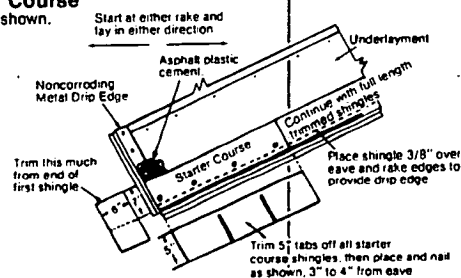 Course
shown.
Start at either rake and
lay in either direction
Asphalt plastic
cement.
Underlayment
Noncorroding
Metal Drip Edge
Starter Course
Continue with full length
trimmed shingles
Trim this much
from end of
first shingle
6"
Place shingle 3/8" over
eave and rake edges to
provide drip edge
5"
Trim 5" tabs off all starter
course shingles, then place and nail
as shown, 3" to 4" from eave